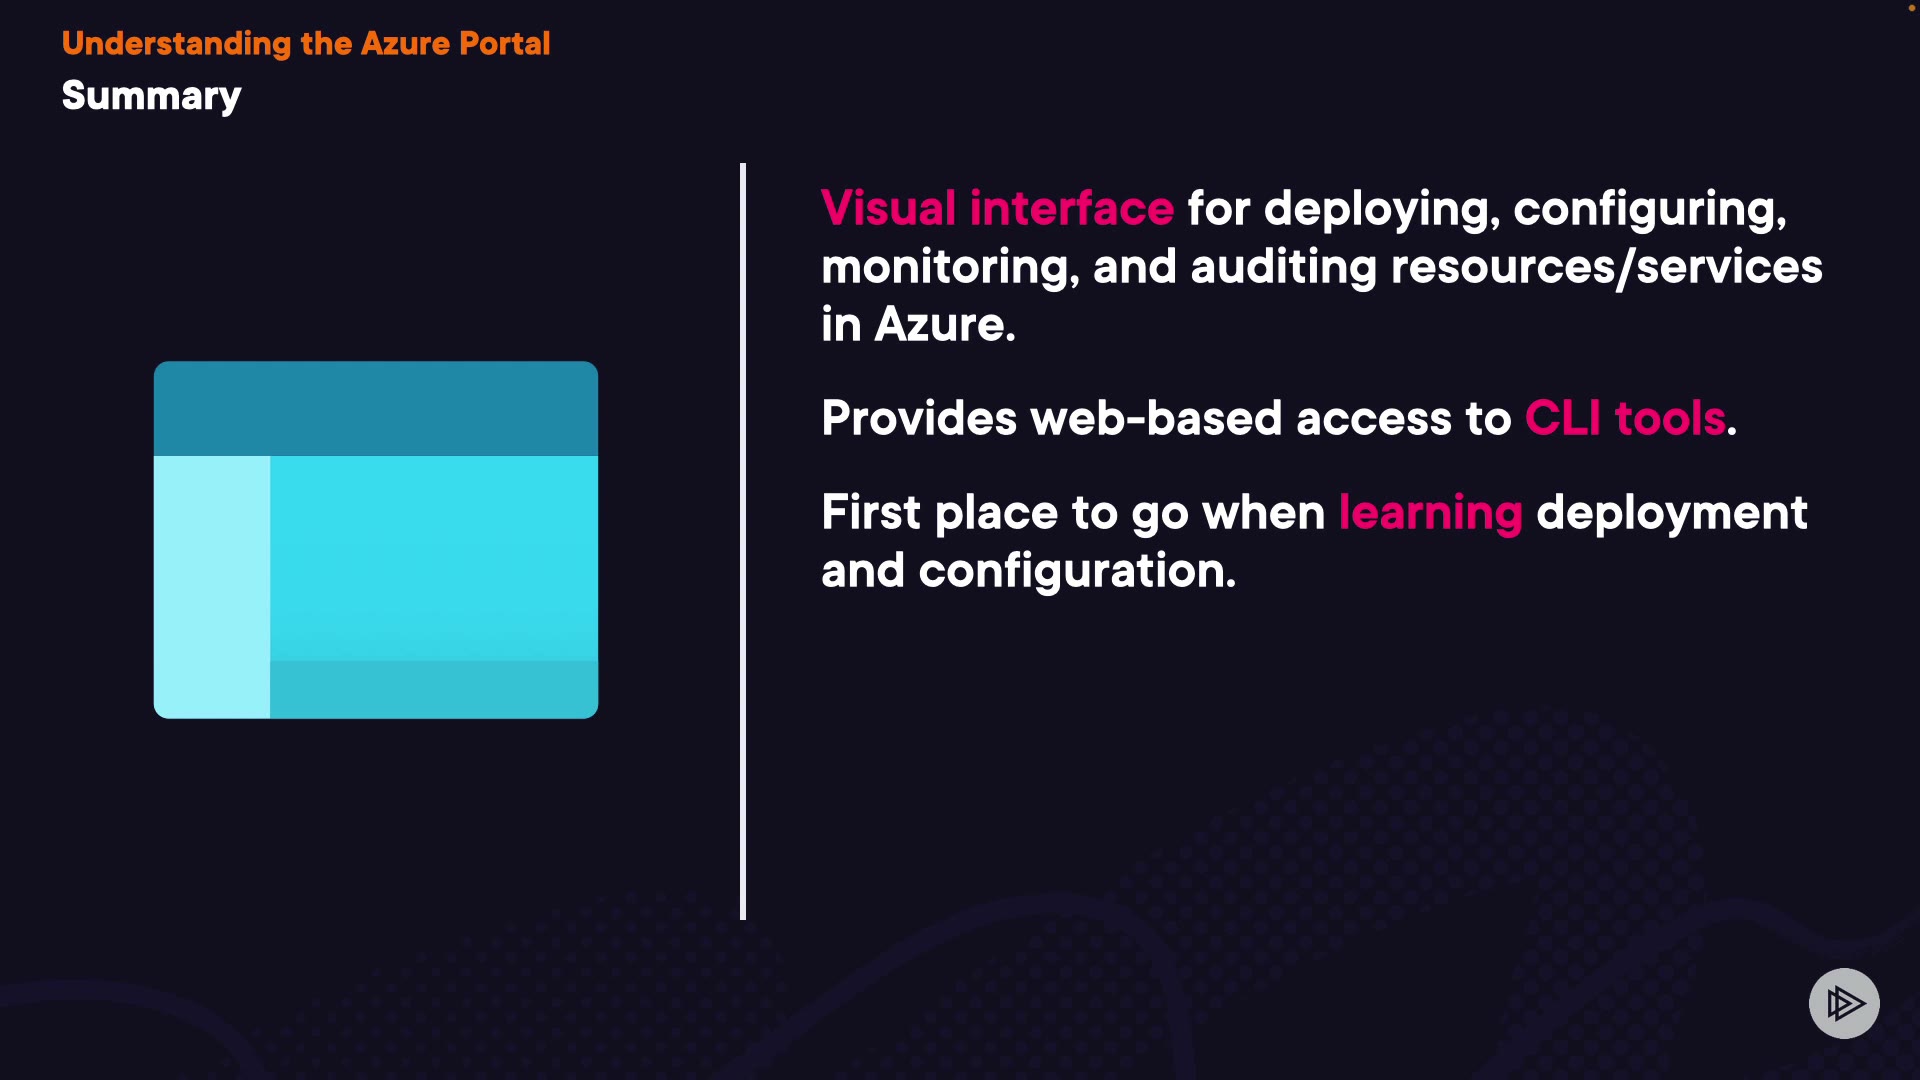 Understanding the Azure Portal
Summary
Visual interface for deploying, configuring,
monitoring, and auditing resources/services
in Azure.
Provides web-based access to CLI tools.
First place to go when learning deployment
and configuration.